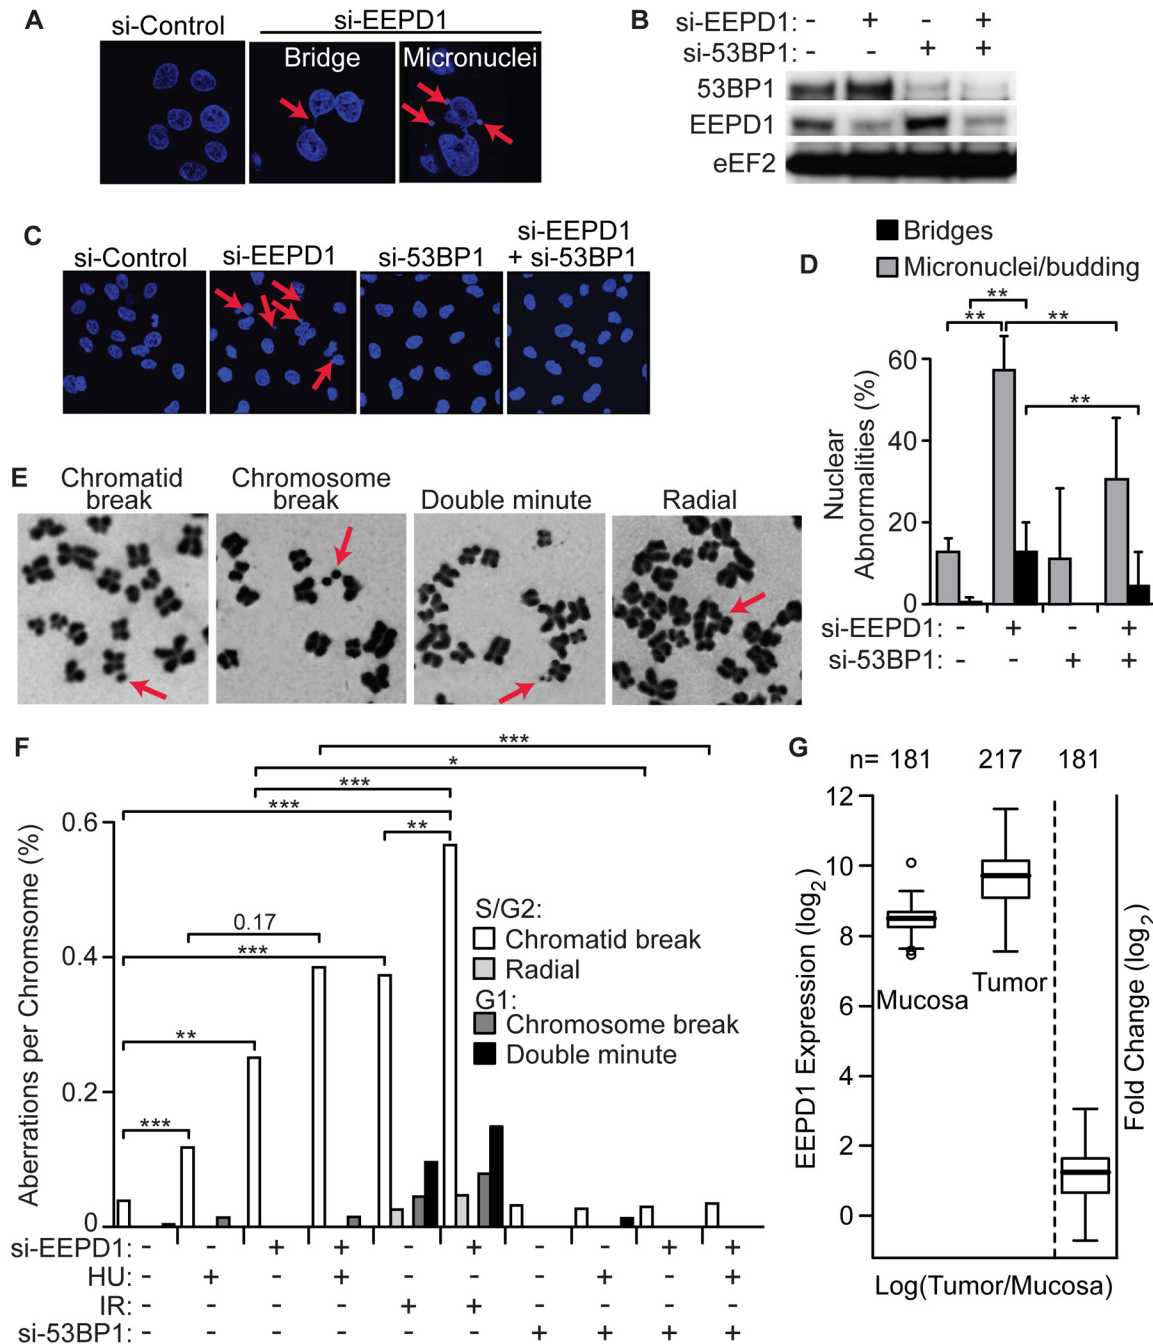 A
si-Control
si-EEPD1
Bridge
Micronuclei
B
si-EEPD1: - + - +
si-53BP1: - - + +
53BP1
EEPD1
eEF2
C
si-Control
si-EEPD1
si-53BP1
si-EEPD1
+ si-53BP1
D
Bridges
Micronuclei/budding
**
** **
**
Nuclear
Abnormalities (%)
60
40
20
0
si-EEPD1: - + - +
si-53BP1: - - + +
E
Chromatid
break
Chromosome
break
Double minute
Radial
F
***
*
***
***
**
0.17
***
**
***
Aberrations per Chromsome (%)
0.6
0.4
0.2
0
S/G2:
Chromatid break
Radial
G1:
Chromosome break
Double minute
si-EEPD1: - - + + - + - - + +
HU: - + - + - - - + - +
IR: - - - - + + - - - -
si-53BP1: - - - - - - + + + +
G
n= 181 217 181
EEPD1 Expression (log2)
12
10
8
6
4
2
0
Mucosa
Tumor
Fold Change (log2)
Log(Tumor/Mucosa)